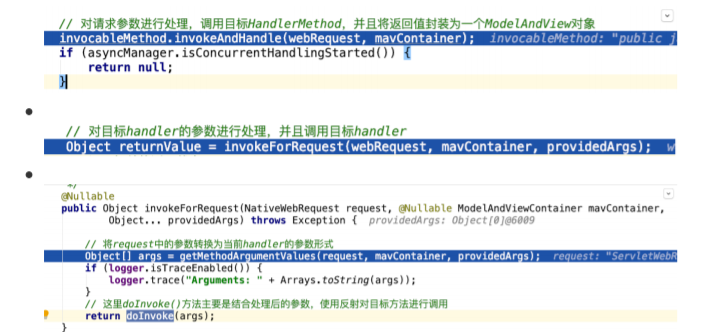 // 对请求参数进行处理，调用目标HandlerMethod，并且将返回值封装为一个ModelAndView对象
invocableMethod.invokeAndHandle(webRequest, mavContainer); invocableMethod: "public j
if (asyncManager.isConcurrentHandlingStarted()) {
return null;
}
// 对目标handler的参数进行处理，并且调用目标handler
Object returnValue = invokeForRequest(webRequest, mavContainer, providedArgs); w
*/
@Nullable
public Object invokeForRequest(NativeWebRequest request, @Nullable ModelAndViewContainer mavContainer,
Object... providedArgs) throws Exception { providedArgs: Object[0]@6009
// 将request中的参数转换为当前handler的参数形式
Object[] args = getMethodArgumentValues(request, mavContainer, providedArgs); request: "ServletWebR
if (logger.isTraceEnabled()) {
logger.trace("Arguments: " + Arrays.toString(args));
}
// 这里doInvoke()方法主要是结合处理后的参数，使用反射对目标方法进行调用
return doInvoke(args);
}